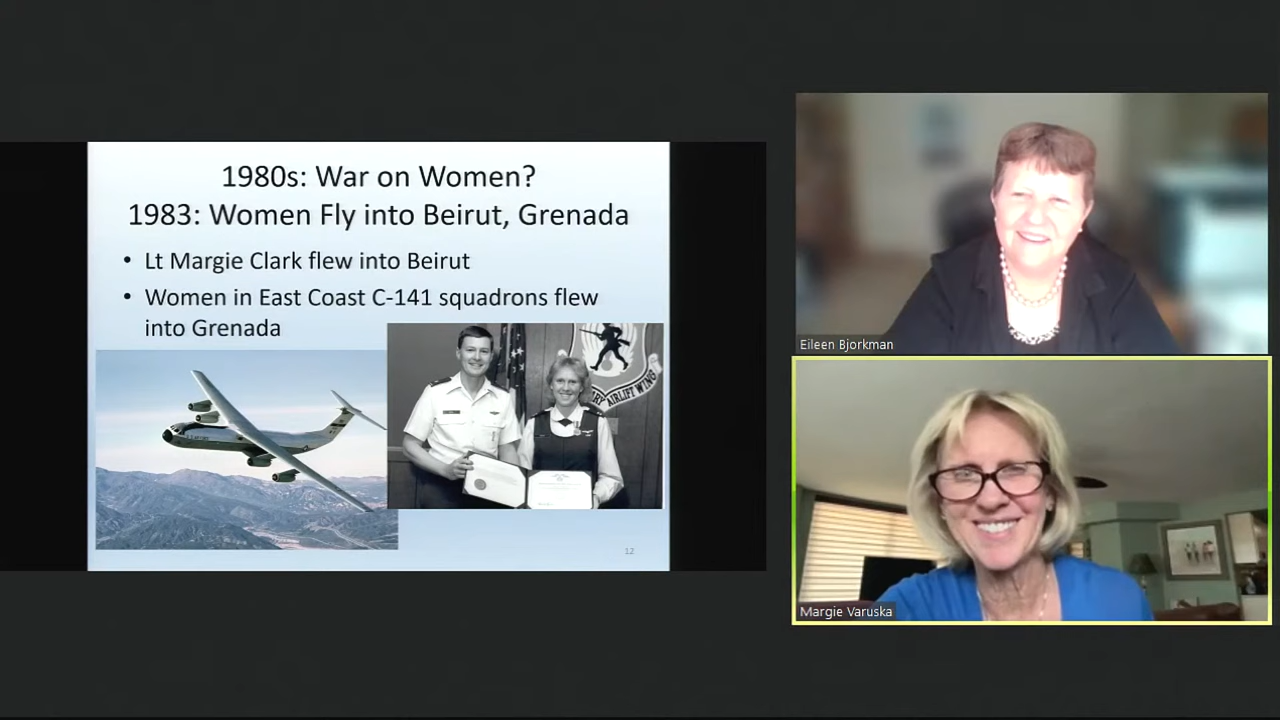 1980s: War on Women?
1983: Women Fly into Beirut, Grenada
• Lt Margie Clark flew into Beirut
• Women in East Coast C-141 squadrons flew
into Grenada
AIRLIFT WING
12
Eileen Bjorkman
Margie Varuska